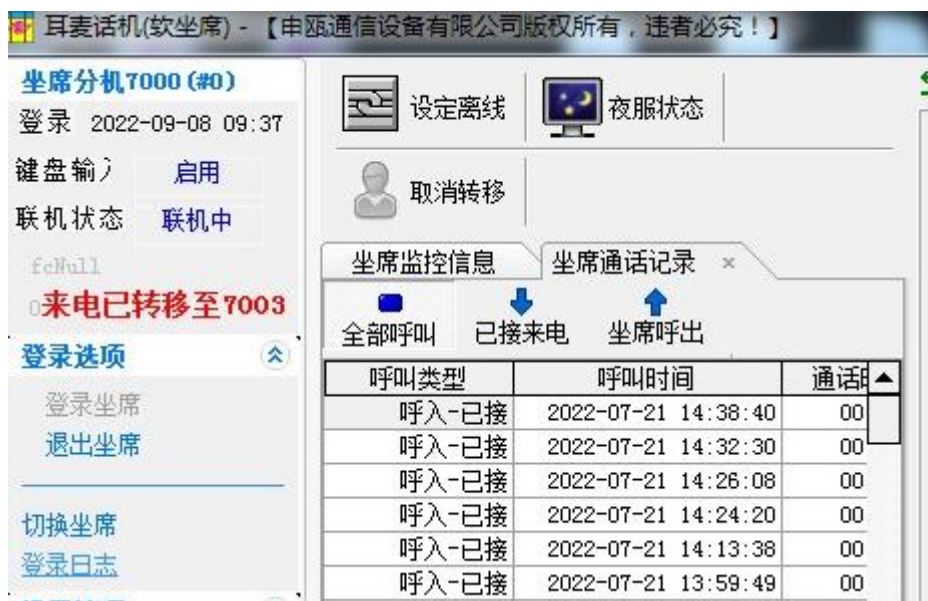 耳麦话机(软坐席) - 【申瓯通信设备有限公司版权所有，违者必究！】
坐席分机7000(#0)
登录 2022-09-08 09:37
键盘输入 启用
联机状态 联机中
fcNull
0来电已转移至7003
登录选项
登录坐席
退出坐席
切换坐席
登录日志
设定离线 夜服状态
取消转移
坐席监控信息 坐席通话记录 ×
全部呼叫 已接来电 坐席呼出
呼叫类型 呼叫时间 通话
呼入-已接 2022-07-21 14:38:40 00
呼入-已接 2022-07-21 14:32:30 00
呼入-已接 2022-07-21 14:26:08 00
呼入-已接 2022-07-21 14:24:20 00
呼入-已接 2022-07-21 14:13:38 00
呼入-已接 2022-07-21 13:59:49 00